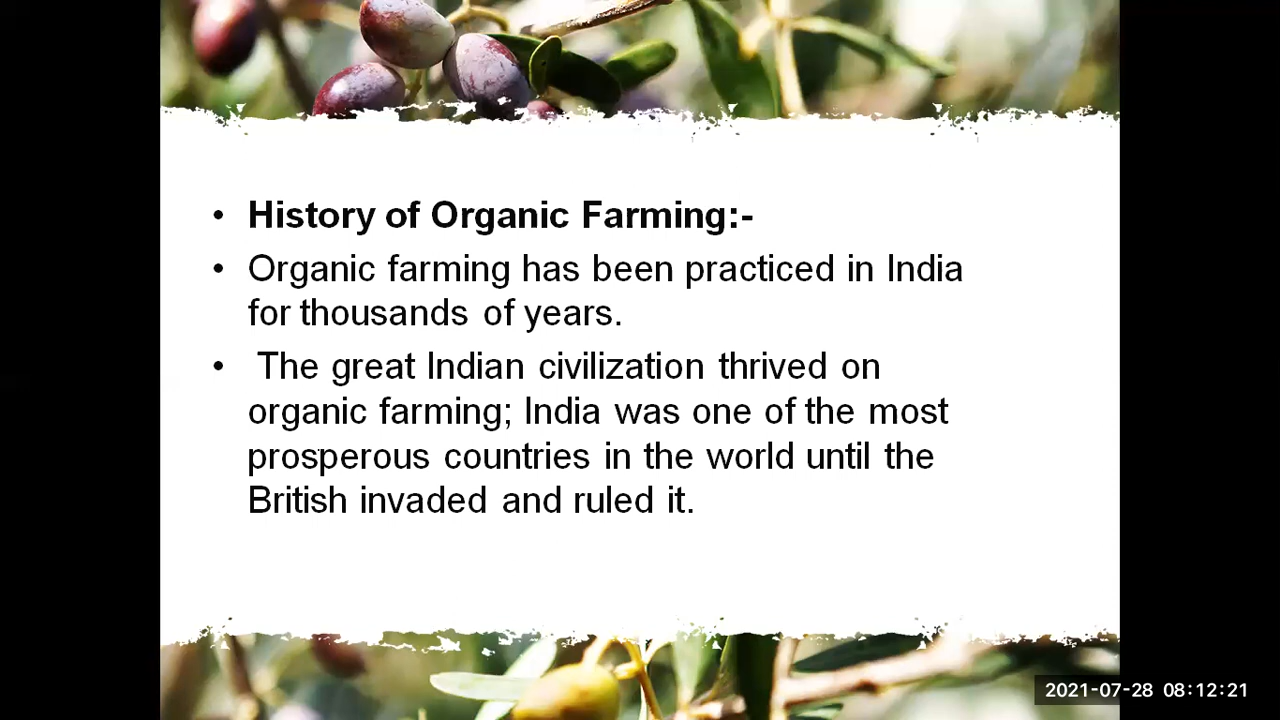 • History of Organic Farming:-
• Organic farming has been practiced in India
for thousands of years.
• The great Indian civilization thrived on
organic farming; India was one of the most
prosperous countries in the world until the
British invaded and ruled it.
2021-07-28 08:12:21